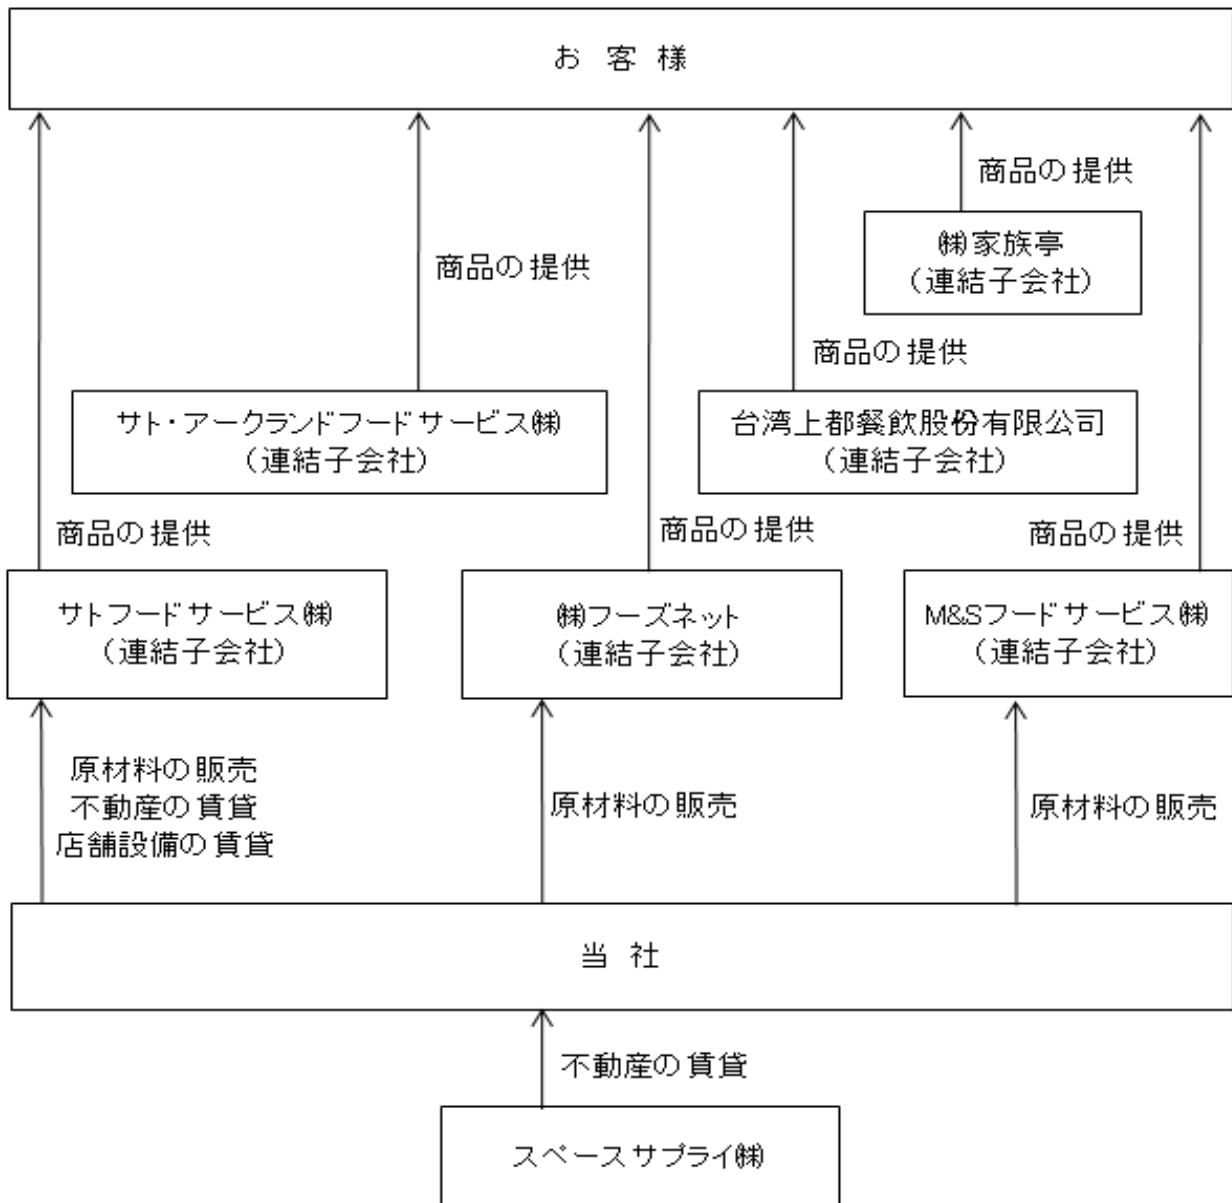 お客様
商品の提供
㈱家族亭
（連結子会社）
商品の提供
商品の提供
サト・アークランドフードサービス㈱
（連結子会社）
台湾上都餐飲股份有限公司
（連結子会社）
商品の提供
商品の提供
商品の提供
サトフードサービス㈱
（連結子会社）
㈱フーズネット
（連結子会社）
M&Sフードサービス㈱
（連結子会社）
原材料の販売
不動産の賃貸
店舗設備の賃貸
原材料の販売
原材料の販売
当社
不動産の賃貸
スペースサプライ㈱